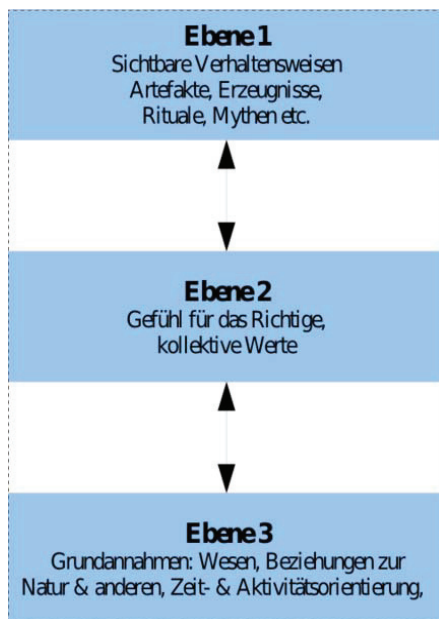 Ebene 1
Sichtbare Verhaltensweisen
Artefakte, Erzeugnisse,
Rituale, Mythen etc.
Ebene 2
Gefühl für das Richtige,
kollektive Werte
Ebene 3
Grundannahmen: Wesen, Beziehungen zur
Natur & anderen, Zeit- & Aktivitätsorientierung,